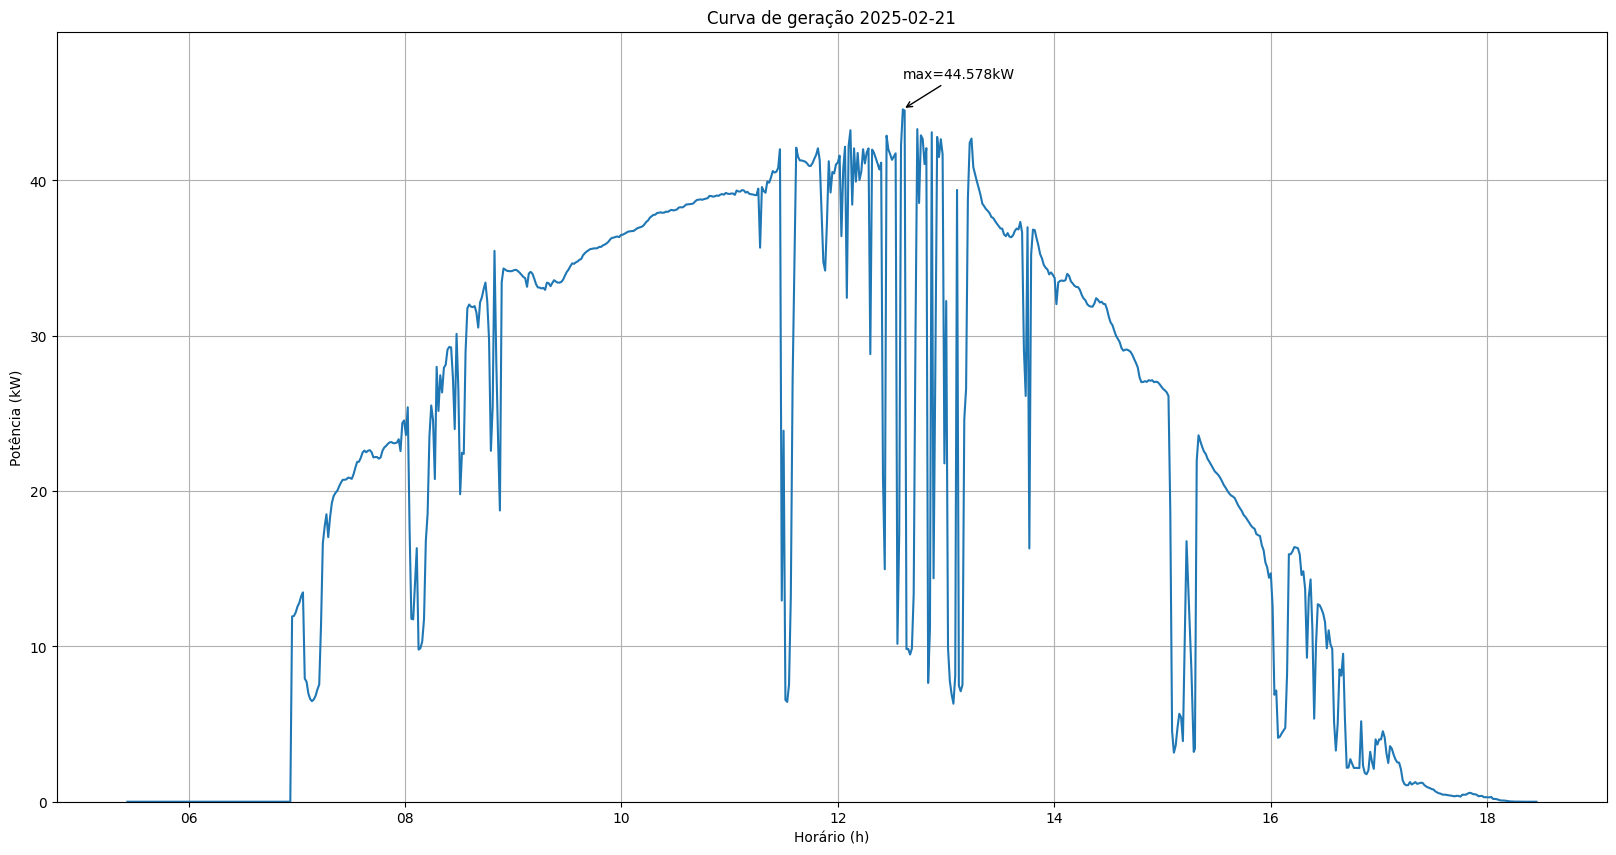 Curva de geração 2025-02-21
max=44.578kW
Potência (kW)
40
30
20
10
0
06 08 10 12 14 16 18
Horário (h)